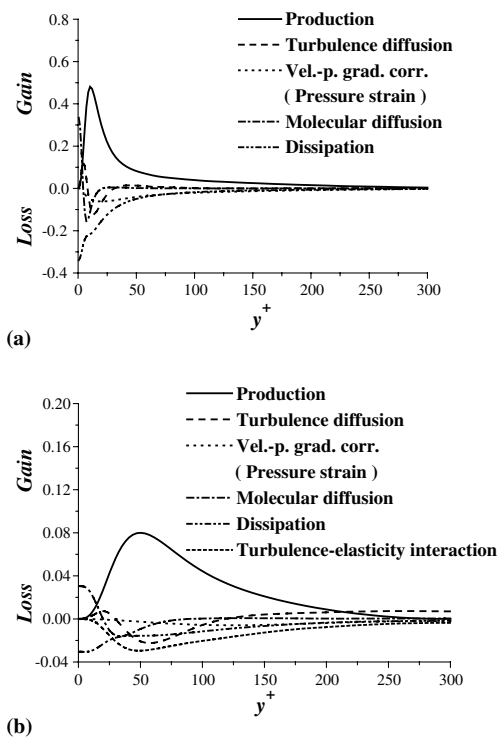 0.8
0.6
0.4
0.2
0.0
-0.2
-0.4
Gain
Loss
Production
Turbulence diffusion
Vel.-p. grad. corr.
( Pressure strain )
Molecular diffusion
Dissipation
0 50 100 150 200 250 300
y+
(a)
0.20
0.16
0.12
0.08
0.04
0.00
-0.04
Gain
Loss
Production
Turbulence diffusion
Vel.-p. grad. corr.
( Pressure strain )
Molecular diffusion
Dissipation
Turbulence-elasticity interaction
0 50 100 150 200 250 300
y+
(b)